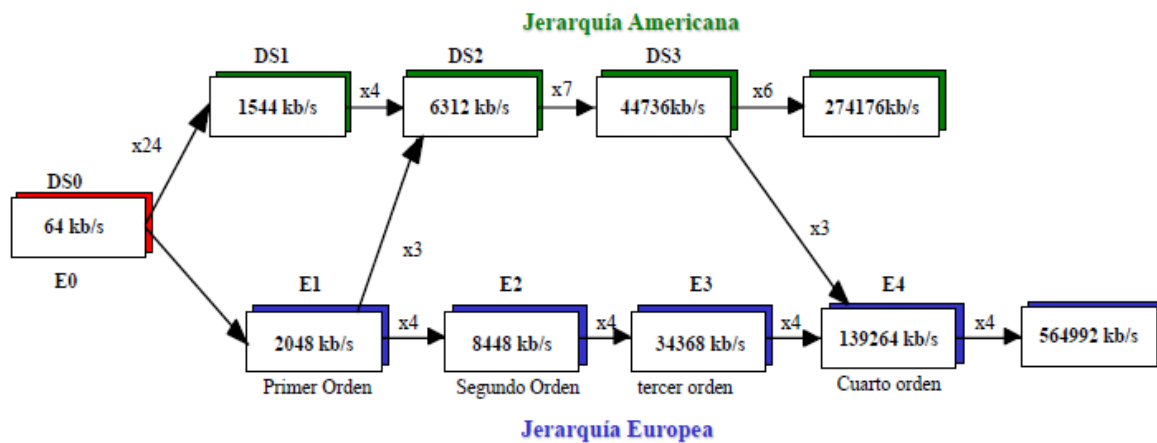 Jerarquía Americana
DS1
DS2
DS3
1544 kb/s
x4
6312 kb/s
x7
44736kb/s
x6
274176kb/s
x24
DS0
64 kb/s
x3
x3
E0
E1
E2
E3
E4
2048 kb/s
x4
8448 kb/s
x4
34368 kb/s
x4
139264 kb/s
x4
564992 kb/s
Primer Orden
Segundo Orden
tercer orden
Cuarto orden
Jerarquía Europea